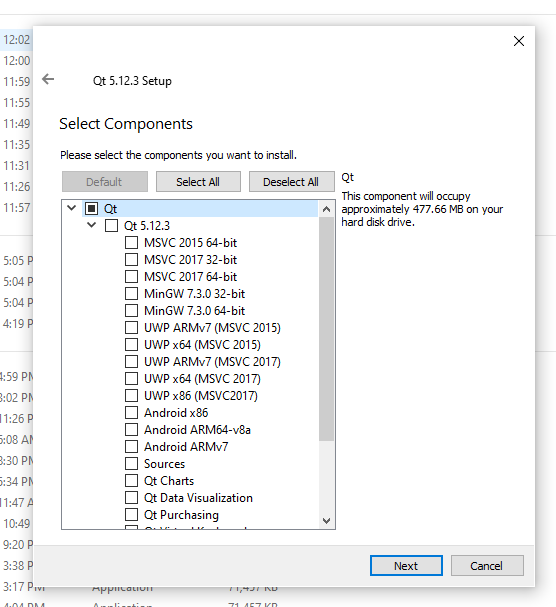 12:02
12:00
11:59
11:55
11:49
11:35
11:31
11:26
11:57
5:05 P
5:04 P
5:04 P
4:19 P
4:59 PM
3:02 PM
11:26 P
6:08 AM
3:30 PM
6:34 PM
11:47 A
10:49
9:20 P
3:38 P
3:17 PM Application 71,457 KB
4:04 PM Application 71,457 KB
Qt 5.12.3 Setup
Select Components
Please select the components you want to install.
Default Select All Deselect All
Qt
This component will occupy
approximately 477.66 MB on your
hard disk drive.
Qt
Qt 5.12.3
MSVC 2015 64-bit
MSVC 2017 32-bit
MSVC 2017 64-bit
MinGW 7.3.0 32-bit
MinGW 7.3.0 64-bit
UWP ARMv7 (MSVC 2015)
UWP x64 (MSVC 2015)
UWP ARMv7 (MSVC 2017)
UWP x64 (MSVC 2017)
UWP x86 (MSVC2017)
Android x86
Android ARM64-v8a
Android ARMv7
Sources
Qt Charts
Qt Data Visualization
Qt Purchasing
Qt Virtual Keyboard
Next Cancel